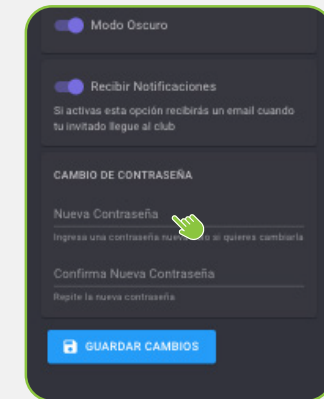 Modo Oscuro
Recibir Notificaciones
Si activas esta opción recibirás un email cuando
tu invitado llegue al club
CAMBIO DE CONTRASEÑA
Nueva Contraseña
Ingresa una contraseña nueva si quieres cambiarla
Confirma Nueva Contraseña
Repite la nueva contraseña
GUARDAR CAMBIOS